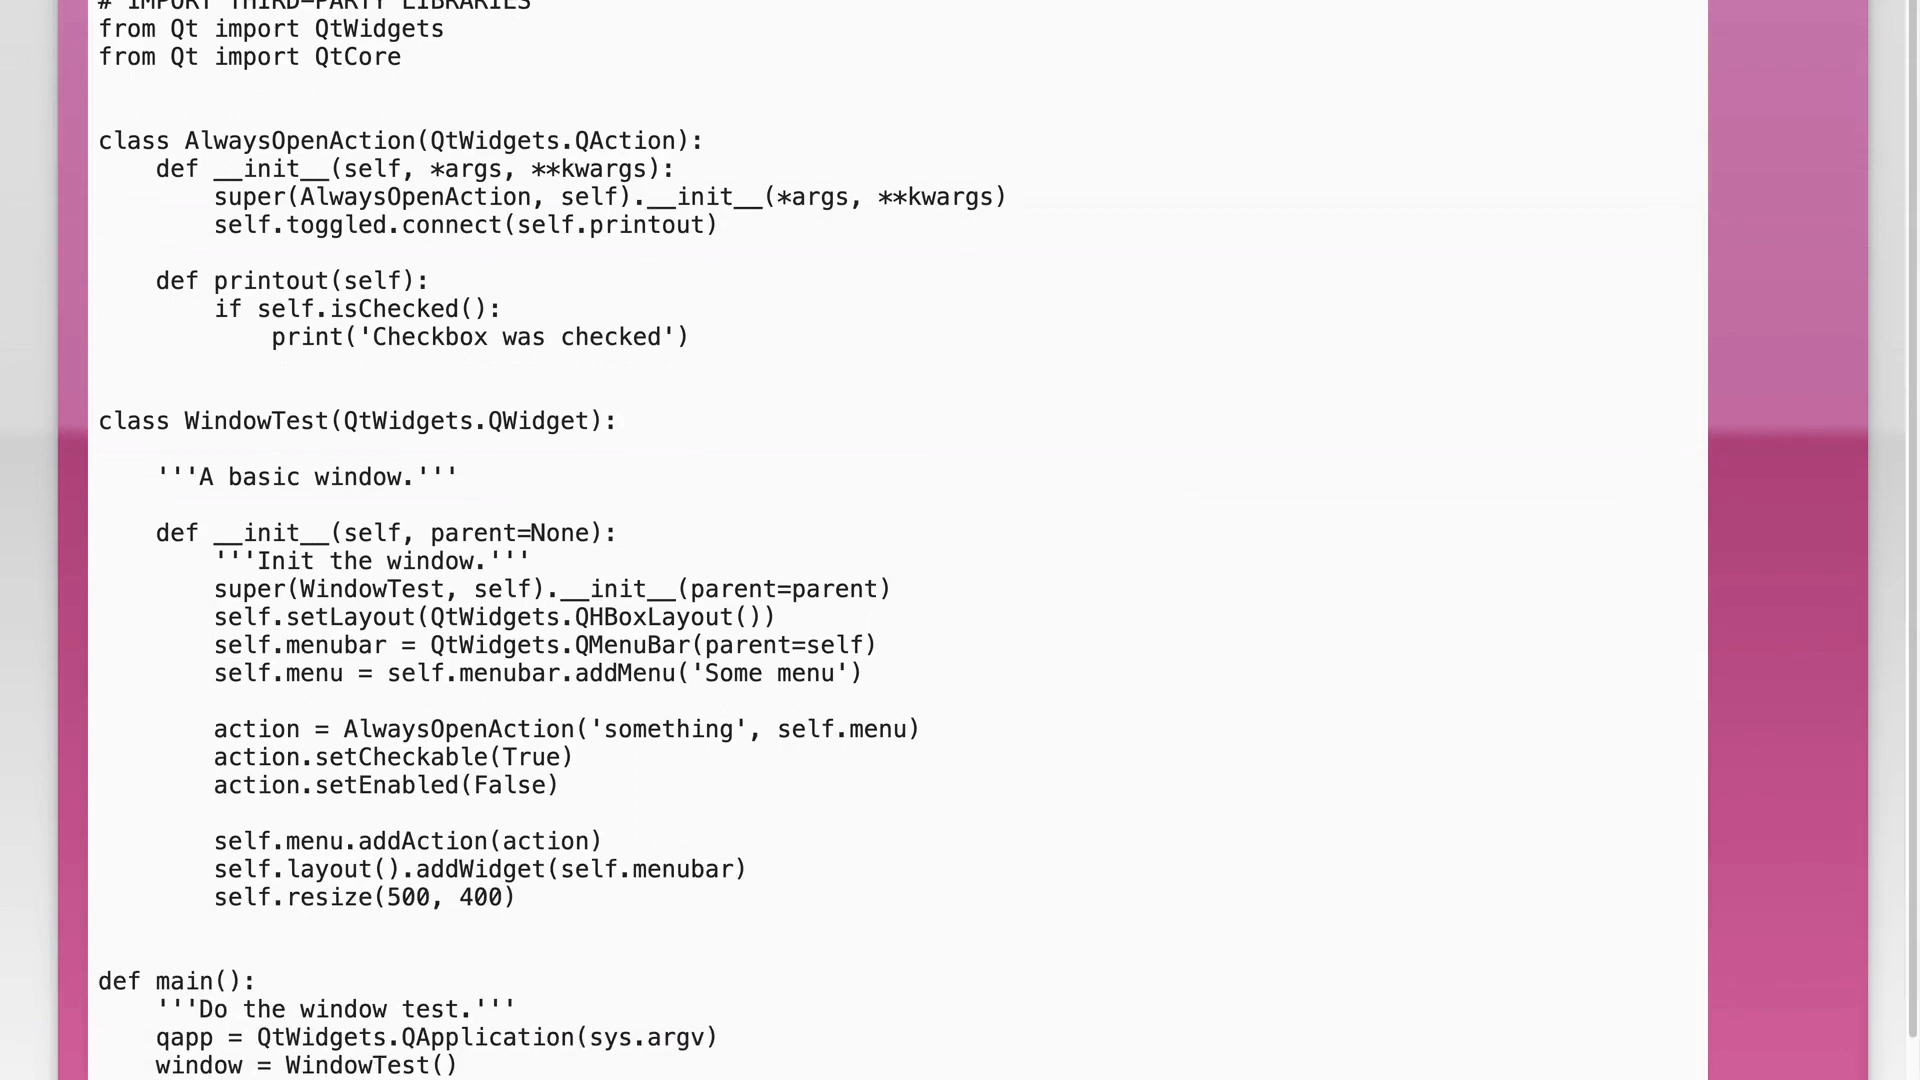 # IMPORT THIRD-PARTY LIBRARIES
from Qt import QtWidgets
from Qt import QtCore
class AlwaysOpenAction(QtWidgets.QAction):
    def __init__(self, *args, **kwargs):
        super(AlwaysOpenAction, self).__init__(*args, **kwargs)
        self.toggled.connect(self.printout)
    def printout(self):
        if self.isChecked():
            print('Checkbox was checked')
class WindowTest(QtWidgets.QWidget):
    '''A basic window.'''
    def __init__(self, parent=None):
        '''Init the window.'''
        super(WindowTest, self).__init__(parent=parent)
        self.setLayout(QtWidgets.QHBoxLayout())
        self.menubar = QtWidgets.QMenuBar(parent=self)
        self.menu = self.menubar.addMenu('Some menu')
        action = AlwaysOpenAction('something', self.menu)
        action.setCheckable(True)
        action.setEnabled(False)
        self.menu.addAction(action)
        self.layout().addWidget(self.menubar)
        self.resize(500, 400)
def main():
    '''Do the window test.'''
    qapp = QtWidgets.QApplication(sys.argv)
    window = WindowTest()